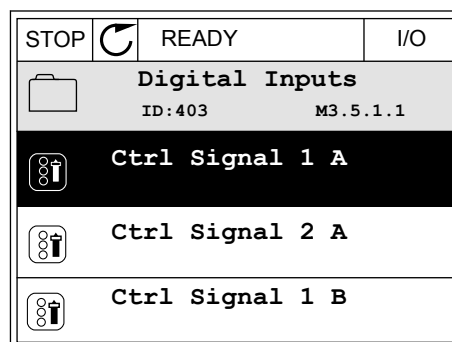 STOP READY I/O
Digital Inputs
ID:403 M3.5.1.1
Ctrl Signal 1 A
Ctrl Signal 2 A
Ctrl Signal 1 B